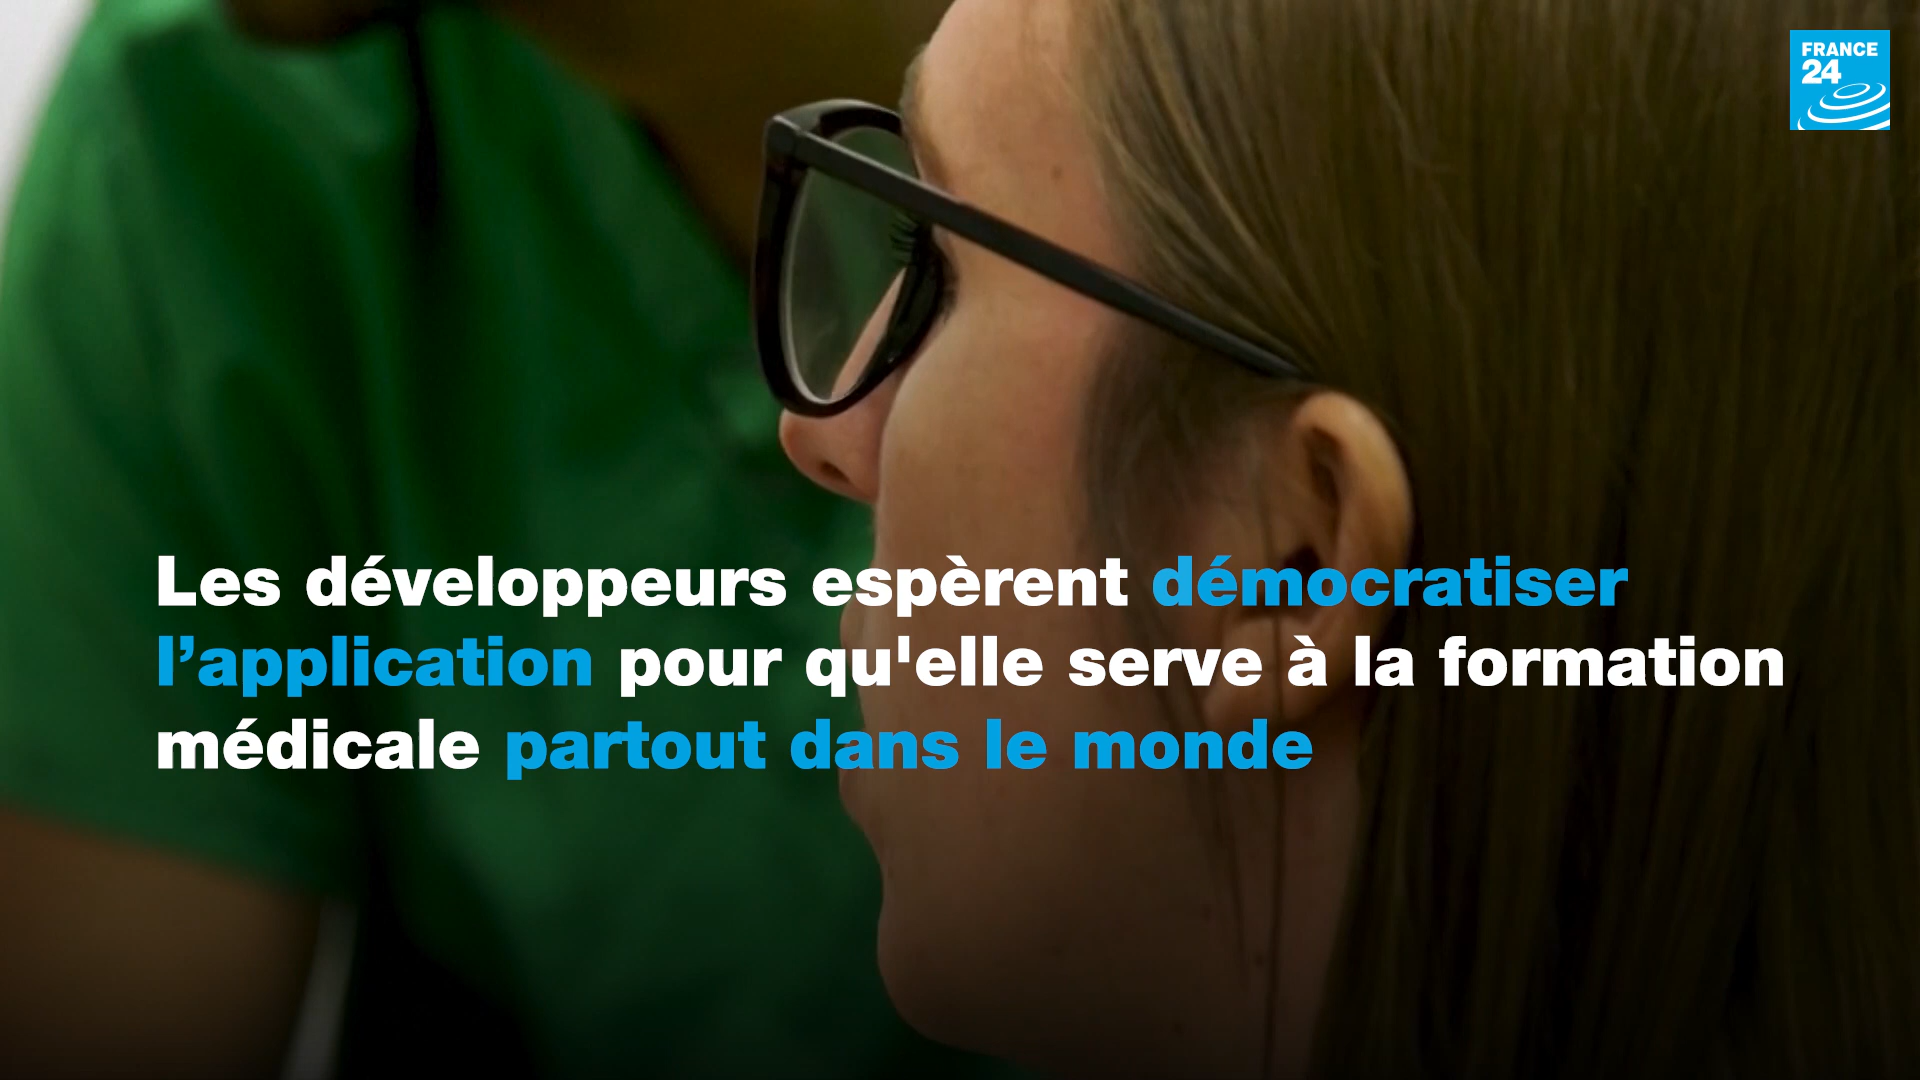 FRANCE
24
Les développeurs espèrent démocratiser
l’application pour qu'elle serve à la formation
médicale partout dans le monde